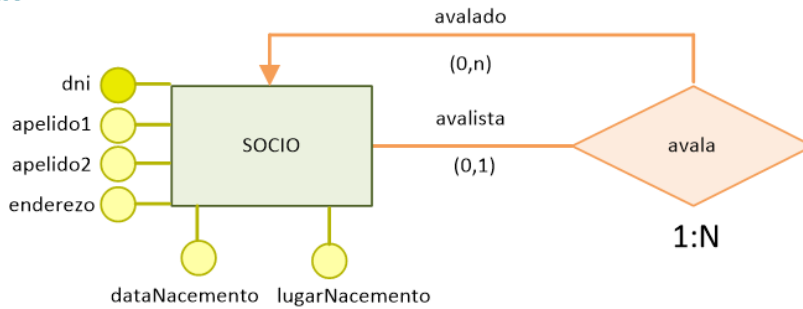 avalado
(0,n)
dni
apelido1
avalista
SOCIO
avala
apelido2
(0,1)
enderezo
1:N
dataNacemento
lugarNacemento